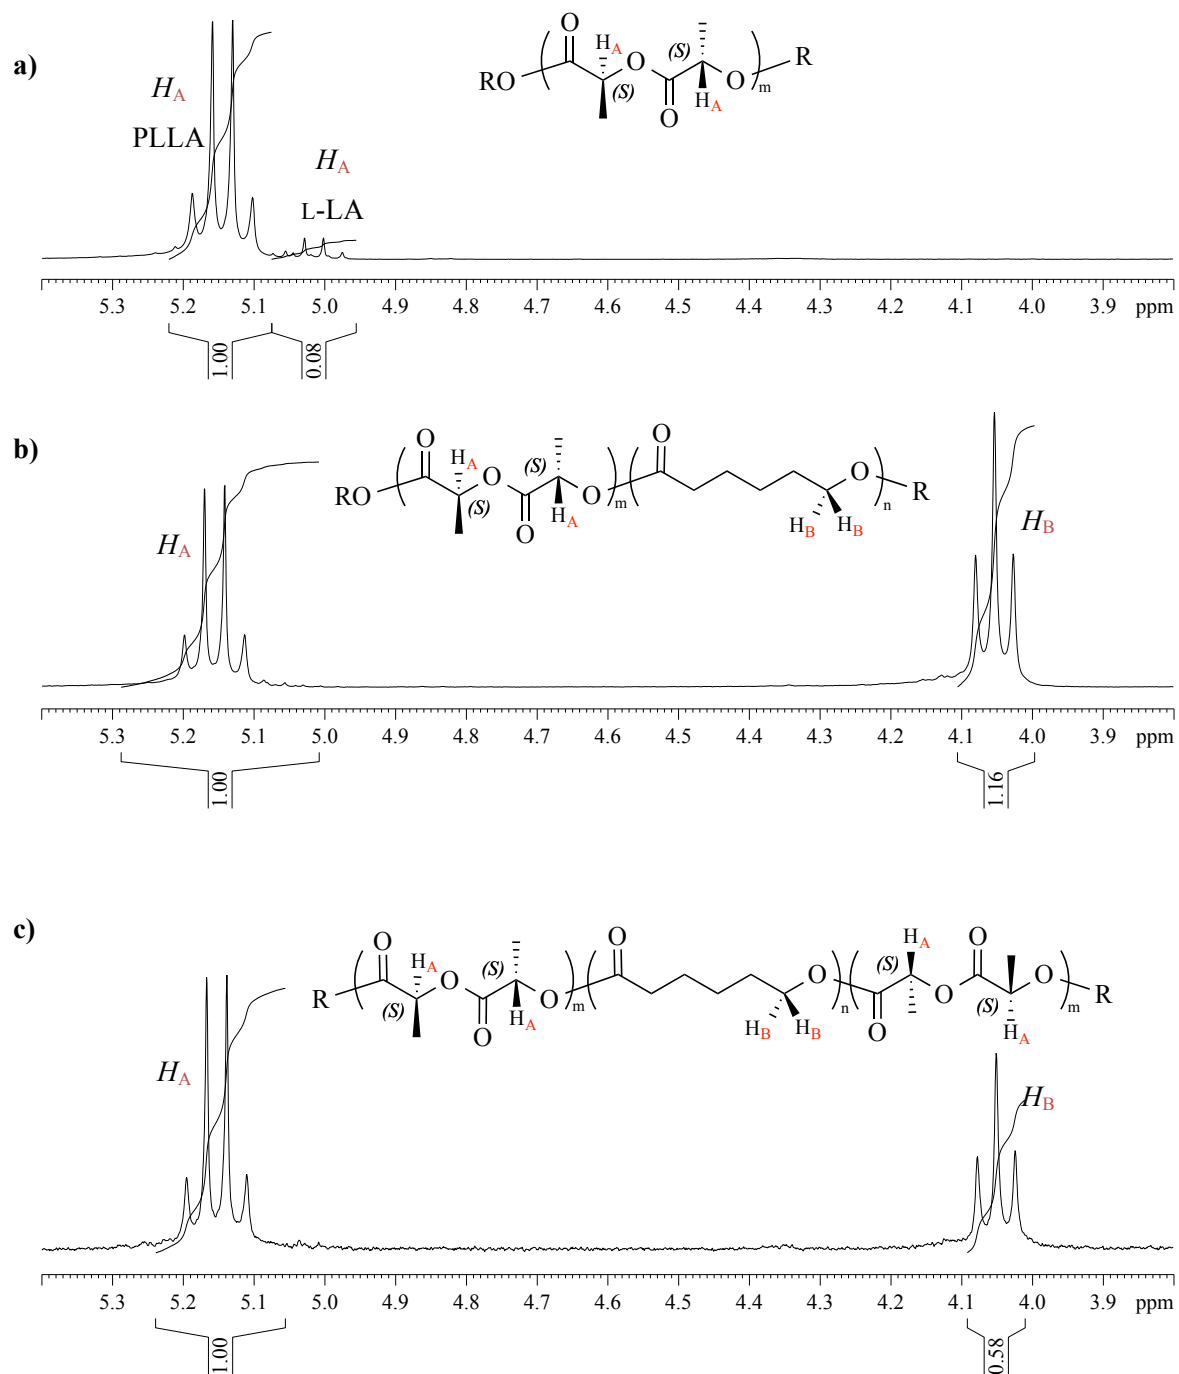 a)
O
H_A
(S)
O
R
RO
(S)
O
H_A
O
m
H_A
PLLA
H_A
L-LA
5.3 5.2 5.1 5.0 4.9 4.8 4.7 4.6 4.5 4.4 4.3 4.2 4.1 4.0 3.9 ppm
1.00 0.08
b)
O
H_A
(S)
O
O
RO
(S)
O
H_A
O
m
O
n
R
H_B H_B
H_A
H_B
5.3 5.2 5.1 5.0 4.9 4.8 4.7 4.6 4.5 4.4 4.3 4.2 4.1 4.0 3.9 ppm
1.00 1.16
c)
O
H_A
(S)
O
O
H_A
(S)
O
R
(S)
O
H_A
O
m
O
n
O
O
(S)
O
m
R
H_B H_B
H_A
H_A
H_B
5.3 5.2 5.1 5.0 4.9 4.8 4.7 4.6 4.5 4.4 4.3 4.2 4.1 4.0 3.9 ppm
1.00 0.58